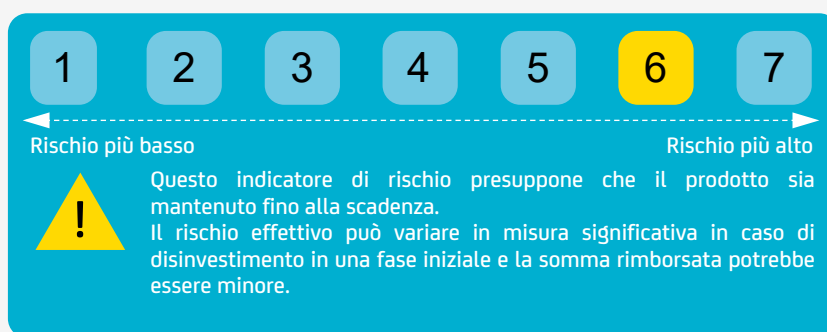 1 2 3 4 5 6 7
Rischio più basso Rischio più alto
!
Questo indicatore di rischio presuppone che il prodotto sia
mantenuto fino alla scadenza.
Il rischio effettivo può variare in misura significativa in caso di
disinvestimento in una fase iniziale e la somma rimborsata potrebbe
essere minore.